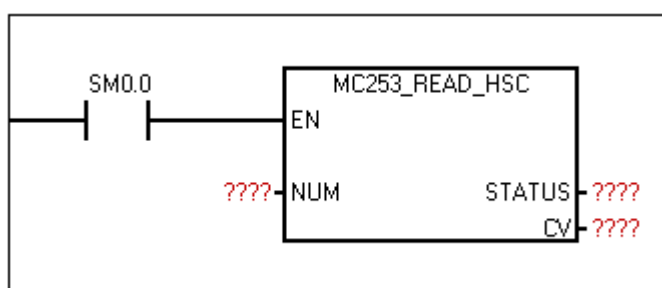 SM0.0
MC253_READ_HSC
EN
???? NUM STATUS ????
CV ????